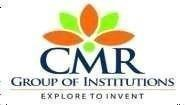 CMR
GROUP OF INSTITUTIONS
EXPLORE TO INVENT